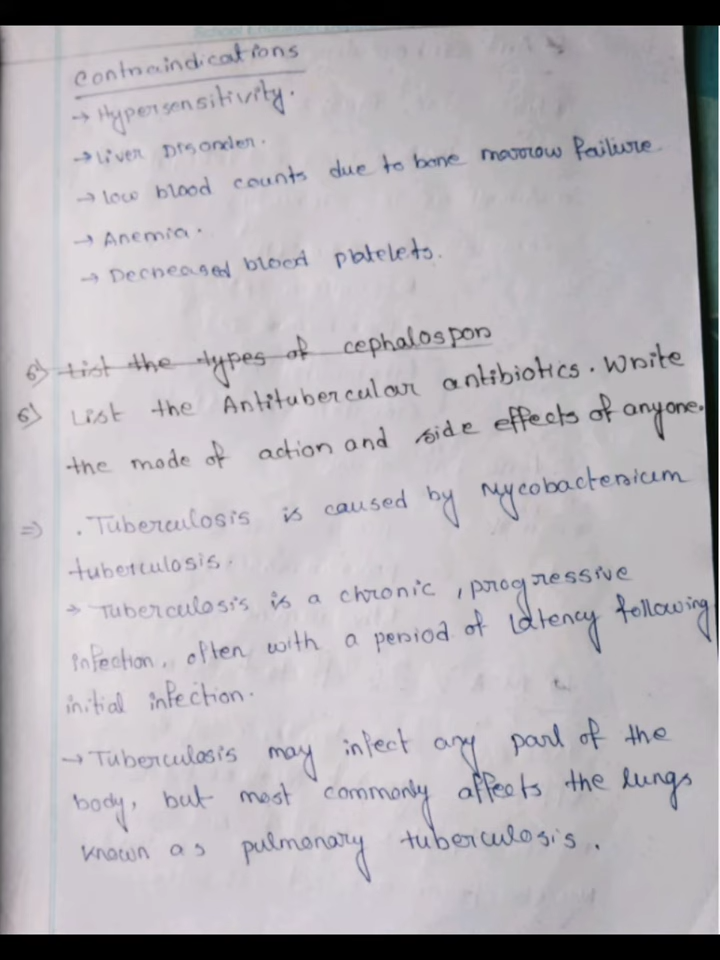 Contraindications
→ Hypersensitivity.
→ Liver Disorder.
→ Low blood counts due to bone marrow failure
→ Anemia.
→ Decreased blood platelets.
6) List the types of cephalospon
6) List the Antitubercular antibiotics. Write
the mode of action and side effects of anyone.
⇒ . Tuberculosis is caused by Mycobacterium
tuberculosis.
→ Tuberculosis is a chronic, progressive
infection, often with a period of latency following
initial infection.
→ Tuberculosis may infect any part of the
body, but most commonly affects the lungs
known as pulmonary tuberculosis.